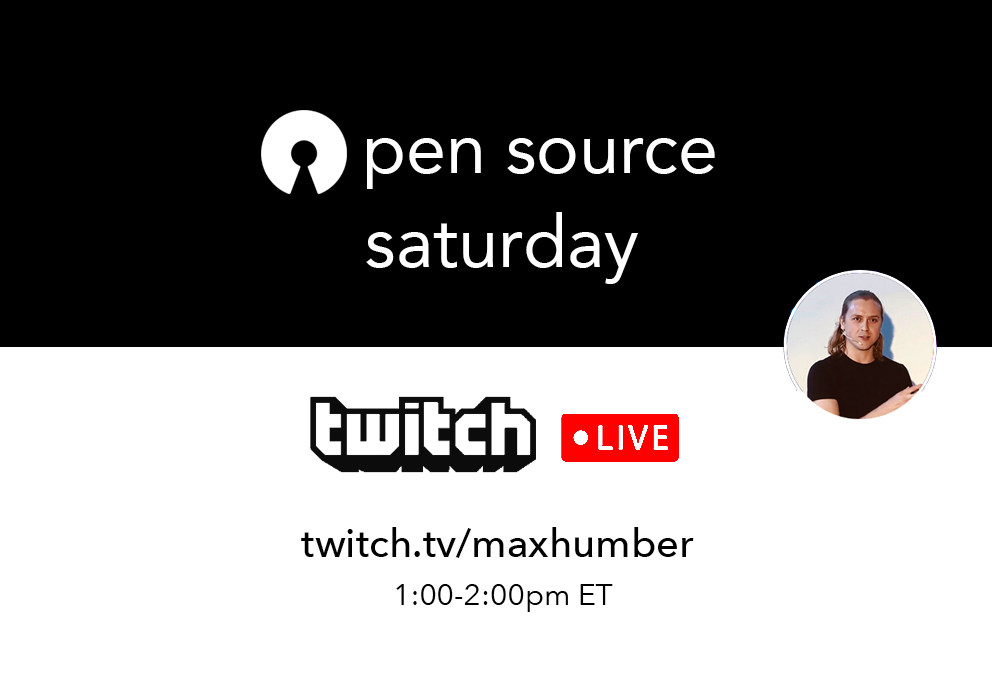 pen source
saturday
twitch
LIVE
twitch.tv/maxhumber
1:00-2:00pm ET